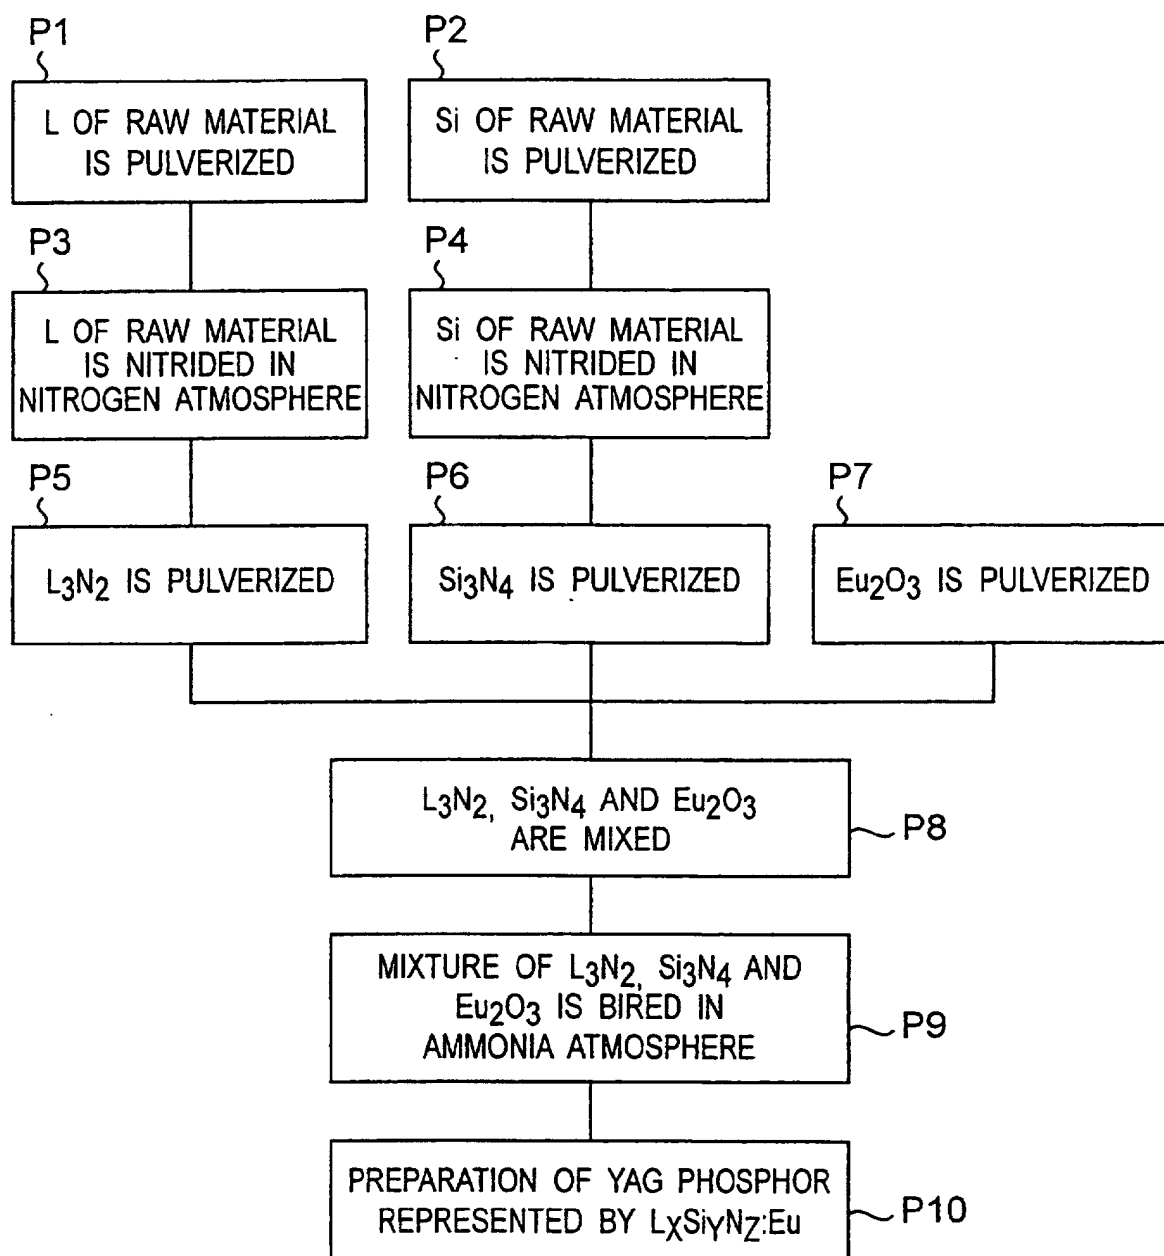 P1
L OF RAW MATERIAL
IS PULVERIZED
P2
Si OF RAW MATERIAL
IS PULVERIZED
P3
L OF RAW MATERIAL
IS NITRIDED IN
NITROGEN ATMOSPHERE
P4
Si OF RAW MATERIAL
IS NITRIDED IN
NITROGEN ATMOSPHERE
P5
L3N2 IS PULVERIZED
P6
Si3N4 IS PULVERIZED
P7
Eu2O3 IS PULVERIZED
L3N2, Si3N4 AND Eu2O3
ARE MIXED
P8
MIXTURE OF L3N2, Si3N4 AND
Eu2O3 IS BIRED IN
AMMONIA ATMOSPHERE
P9
PREPARATION OF YAG PHOSPHOR
REPRESENTED BY LXSiYNZ:Eu
P10